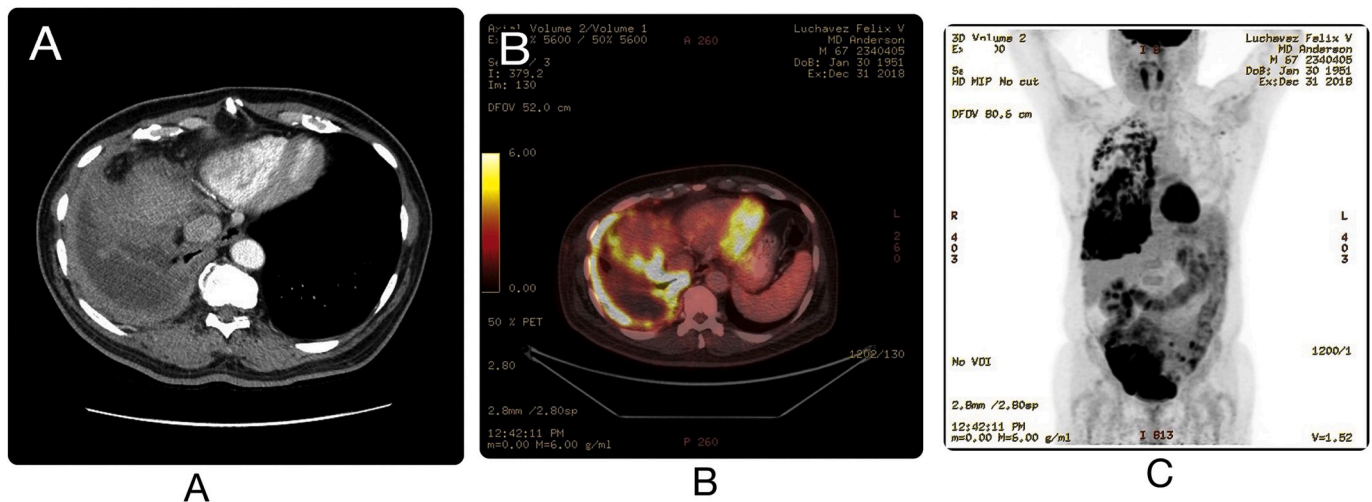 A
A
B
Axial Volume 2/Volume 1
% 5600 / 50% 5600
/ 3
I: 379.2
Im: 130
DFOV 52.0 cm
6.00
0.00
50 % PET
2.80
2.8mm /2.80sp
12:42:11 PM
m=0.00 M=6.00 g/ml
A 260
Luchavez Felix V
MD Anderson
M 67 2340405
DoB: Jan 30 1951
Ex:Dec 31 2018
L
2
6
0
1202/130
P 260
B
3D Volume 2
HD MIP No cut
DFOV 80.6 cm
R
4
0
3
No VOI
2.8mm /2.80sp
12:42:11 PM
m=0.00 M=6.00 g/ml
Luchavez Felix V
MD Anderson
M 67 2340405
DoB: Jan 30 1951
Ex:Dec 31 2018
L
4
0
3
1200/1
I 813
V=1.52
C